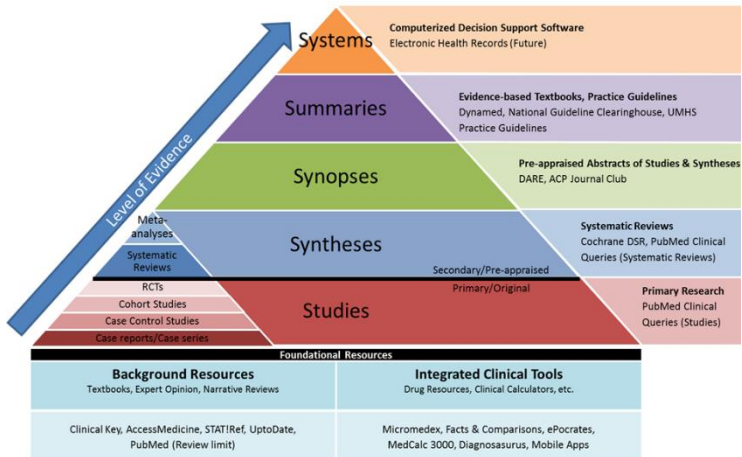 Systems
Computerized Decision Support Software
Electronic Health Records (Future)
Level of Evidence
Summaries
Evidence-based Textbooks, Practice Guidelines
Dynamed, National Guideline Clearinghouse, UMHS
Practice Guidelines
Synopses
Pre-appraised Abstracts of Studies & Syntheses
DARE, ACP Journal Club
Meta-
analyses
Systematic
Reviews
Syntheses
Secondary/Pre-appraised
Systematic Reviews
Cochrane DSR, PubMed Clinical
Queries (Systematic Reviews)
RCTs
Cohort Studies
Case Control Studies
Case reports/Case series
Primary/Original
Studies
Primary Research
PubMed Clinical
Queries (Studies)
Foundational Resources
Background Resources
Textbooks, Expert Opinion, Narrative Reviews
Integrated Clinical Tools
Drug Resources, Clinical Calculators, etc.
Clinical Key, AccessMedicine, STAT!Ref, UptoDate,
PubMed (Review limit)
Micromedex, Facts & Comparisons, ePocrates,
MedCalc 3000, Diagnosaurus, Mobile Apps